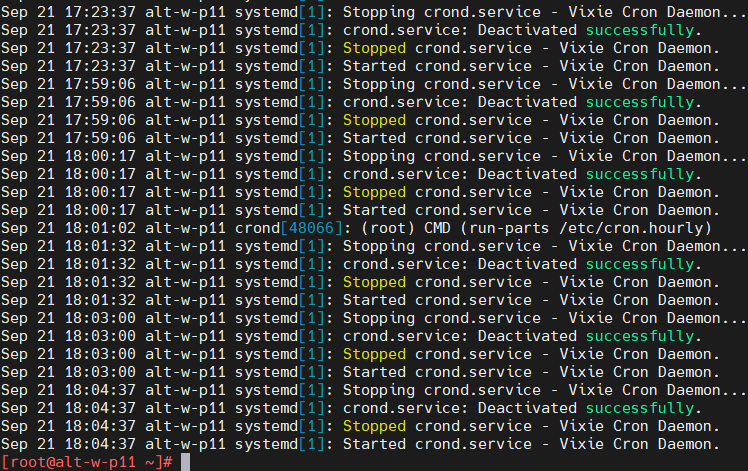 Sep 21 17:23:37 alt-w-p11 systemd[1]: Stopping crond.service - Vixie Cron Daemon...
Sep 21 17:23:37 alt-w-p11 systemd[1]: crond.service: Deactivated successfully.
Sep 21 17:23:37 alt-w-p11 systemd[1]: Stopped crond.service - Vixie Cron Daemon.
Sep 21 17:23:37 alt-w-p11 systemd[1]: Started crond.service - Vixie Cron Daemon.
Sep 21 17:59:06 alt-w-p11 systemd[1]: Stopping crond.service - Vixie Cron Daemon...
Sep 21 17:59:06 alt-w-p11 systemd[1]: crond.service: Deactivated successfully.
Sep 21 17:59:06 alt-w-p11 systemd[1]: Stopped crond.service - Vixie Cron Daemon.
Sep 21 17:59:06 alt-w-p11 systemd[1]: Started crond.service - Vixie Cron Daemon.
Sep 21 18:00:17 alt-w-p11 systemd[1]: Stopping crond.service - Vixie Cron Daemon...
Sep 21 18:00:17 alt-w-p11 systemd[1]: crond.service: Deactivated successfully.
Sep 21 18:00:17 alt-w-p11 systemd[1]: Stopped crond.service - Vixie Cron Daemon.
Sep 21 18:00:17 alt-w-p11 systemd[1]: Started crond.service - Vixie Cron Daemon.
Sep 21 18:01:02 alt-w-p11 crond[48066]: (root) CMD (run-parts /etc/cron.hourly)
Sep 21 18:01:32 alt-w-p11 systemd[1]: Stopping crond.service - Vixie Cron Daemon...
Sep 21 18:01:32 alt-w-p11 systemd[1]: crond.service: Deactivated successfully.
Sep 21 18:01:32 alt-w-p11 systemd[1]: Stopped crond.service - Vixie Cron Daemon.
Sep 21 18:01:32 alt-w-p11 systemd[1]: Started crond.service - Vixie Cron Daemon.
Sep 21 18:03:00 alt-w-p11 systemd[1]: Stopping crond.service - Vixie Cron Daemon...
Sep 21 18:03:00 alt-w-p11 systemd[1]: crond.service: Deactivated successfully.
Sep 21 18:03:00 alt-w-p11 systemd[1]: Stopped crond.service - Vixie Cron Daemon.
Sep 21 18:03:00 alt-w-p11 systemd[1]: Started crond.service - Vixie Cron Daemon.
Sep 21 18:04:37 alt-w-p11 systemd[1]: Stopping crond.service - Vixie Cron Daemon...
Sep 21 18:04:37 alt-w-p11 systemd[1]: crond.service: Deactivated successfully.
Sep 21 18:04:37 alt-w-p11 systemd[1]: Stopped crond.service - Vixie Cron Daemon.
Sep 21 18:04:37 alt-w-p11 systemd[1]: Started crond.service - Vixie Cron Daemon.
[root@alt-w-p11 ~]#